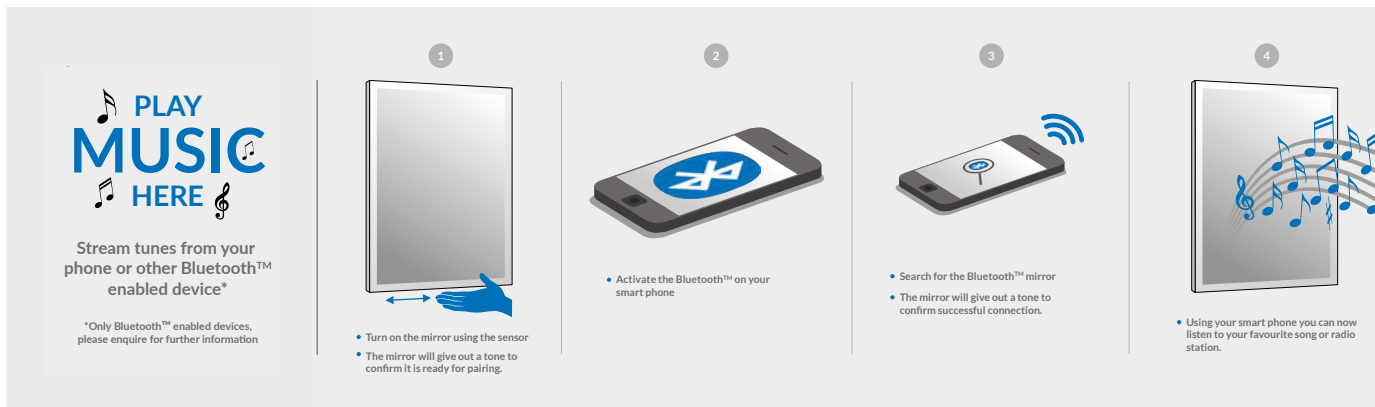 PLAY
MUSIC
HERE
Stream tunes from your
phone or other Bluetooth™
enabled device*
*Only Bluetooth™ enabled devices,
please enquire for further information
1
• Turn on the mirror using the sensor
• The mirror will give out a tone to
confirm it is ready for pairing.
2
• Activate the Bluetooth™ on your
smart phone
3
• Search for the Bluetooth™ mirror
• The mirror will give out a tone to
confirm successful connection.
4
• Using your smart phone you can now
listen to your favourite song or radio
station.